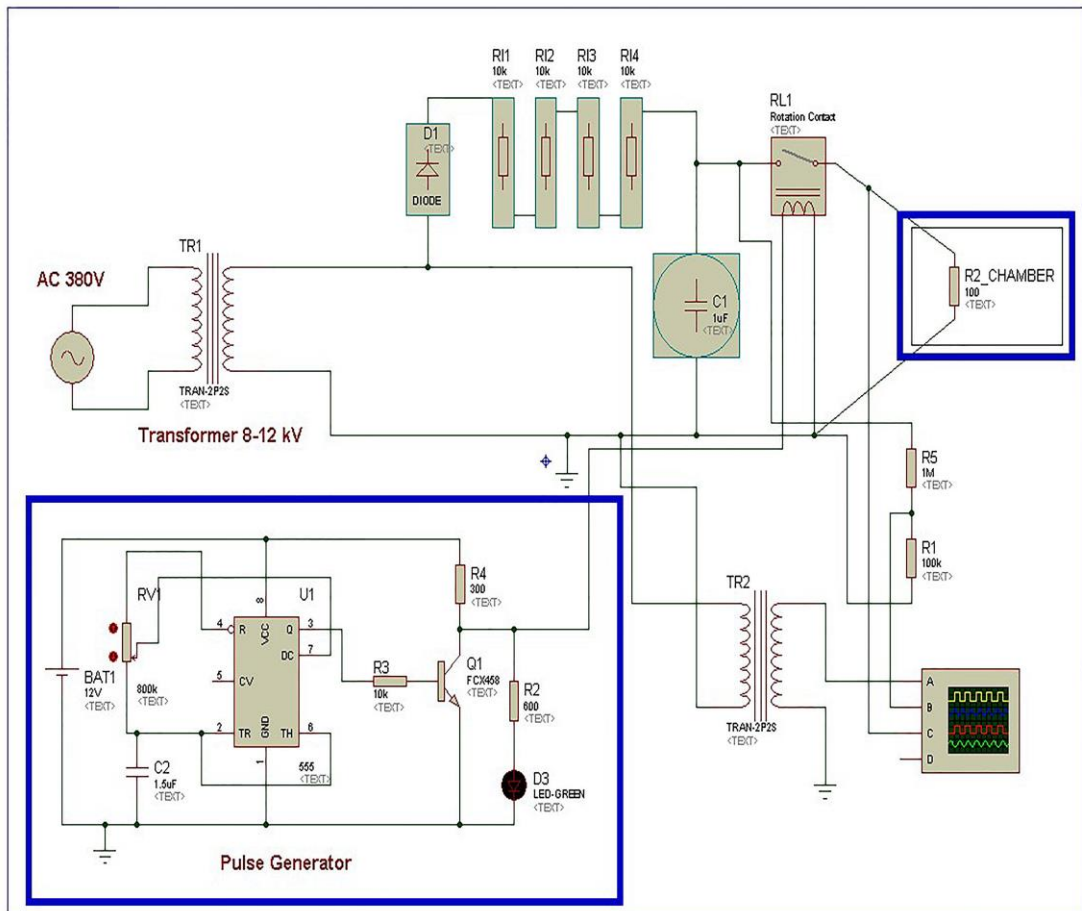 RI1
10k
<TEXT>
RI2
10k
<TEXT>
RI3
10k
<TEXT>
RI4
10k
<TEXT>
RL1
Rotation Contact
<TEXT>
D1
<TEXT>
DIODE
TR1
AC 380V
TRAN-2P2S
<TEXT>
Transformer 8-12 kV
C1
1uF
<TEXT>
R2_CHAMBER
100
<TEXT>
R5
1M
<TEXT>
R1
100k
<TEXT>
TR2
TRAN-2P2S
<TEXT>
A
B
C
D
RV1
800k
<TEXT>
BAT1
12V
<TEXT>
C2
1.5uF
<TEXT>
U1
8
VCC
4
R
Q
3
DC
7
5
CV
2
TR
GND
TH
6
1
555
<TEXT>
R3
10k
<TEXT>
R4
300
<TEXT>
Q1
FCX458
<TEXT>
R2
600
<TEXT>
D3
LED-GREEN
<TEXT>
Pulse Generator